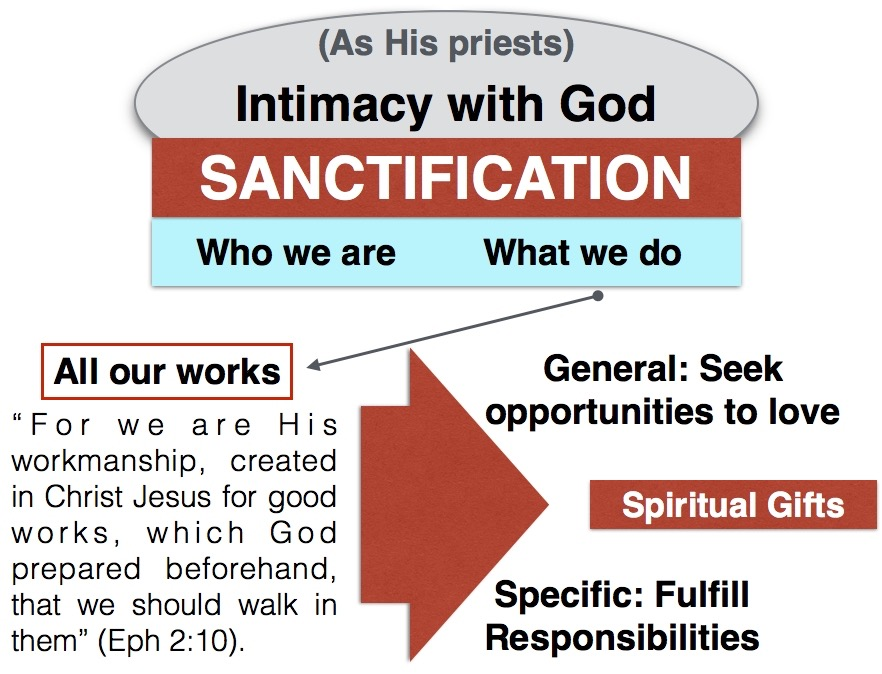 (As His priests)
Intimacy with God
SANCTIFICATION
Who we are What we do
All our works
“For we are His
workmanship, created
in Christ Jesus for good
works, which God
prepared beforehand,
that we should walk in
them” (Eph 2:10).
General: Seek
opportunities to love
Spiritual Gifts
Specific: Fulfill
Responsibilities